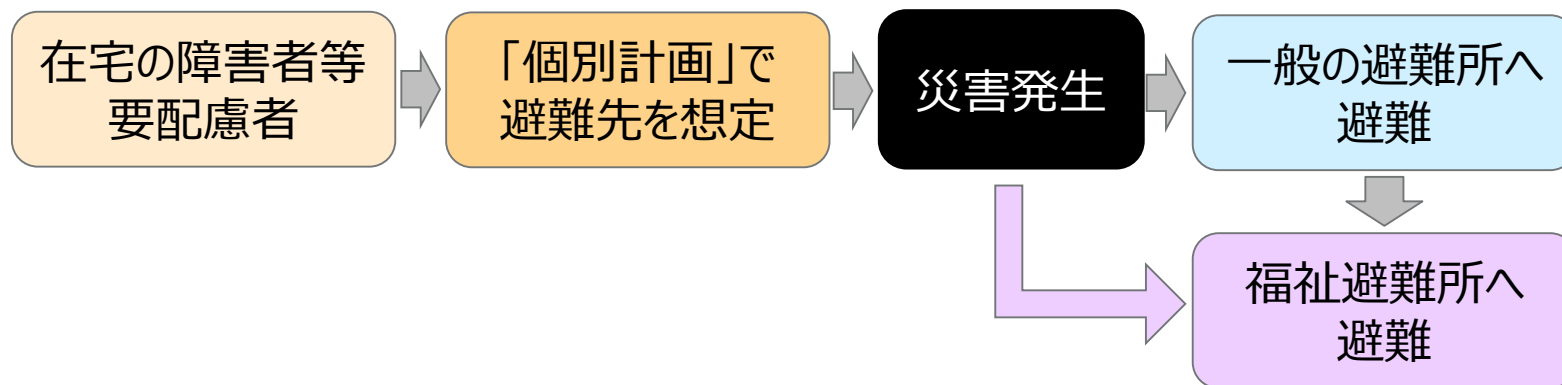 在宅の障害者等
要配慮者
「個別計画」で
避難先を想定
災害発生
一般の避難所へ
避難
福祉避難所へ
避難